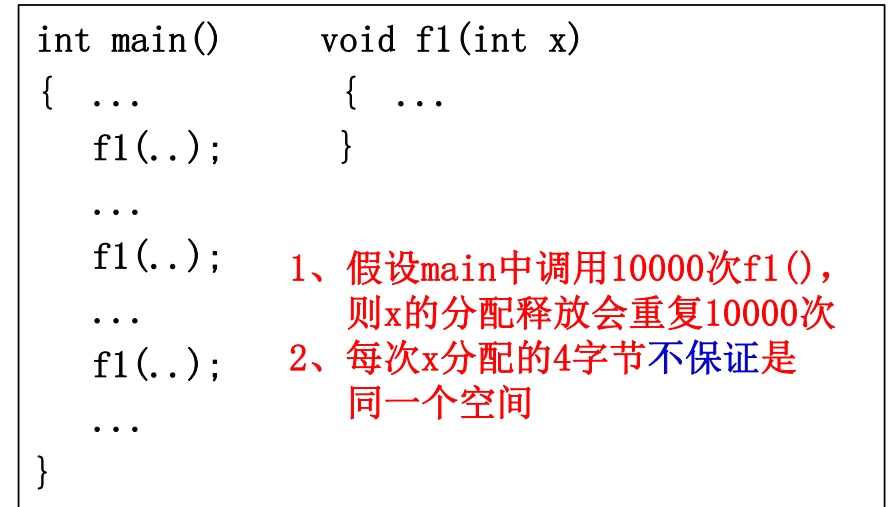 int main()    void f1(int x)
{ ...         { ...
f1(..);       }
...
f1(..);
...
f1(..);
...
}
1、假设main中调用10000次f1(),
则x的分配释放会重复10000次
2、每次x分配的4字节不保证是
同一个空间